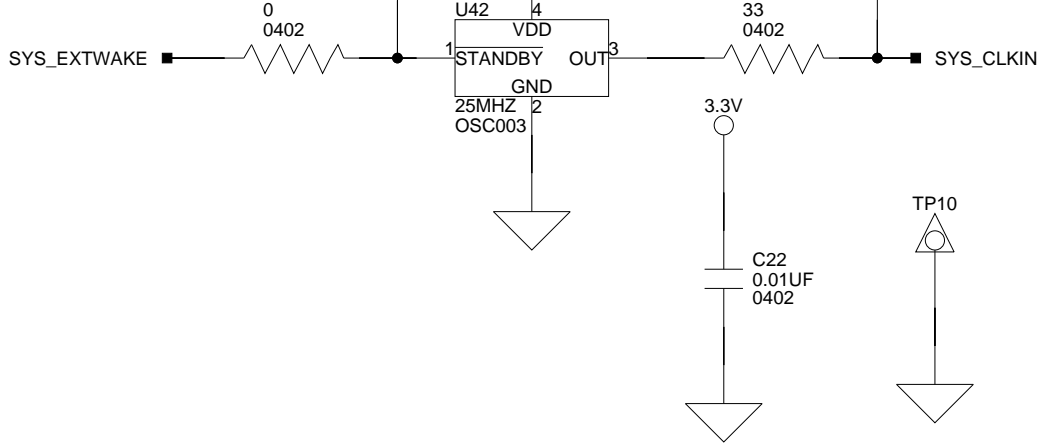 0
0402
U42
4
VDD
33
0402
SYS_EXTWAKE
1
STANDBY
OUT
3
SYS_CLKIN
GND
25MHZ
2
OSC003
3.3V
TP10
C22
0.01UF
0402